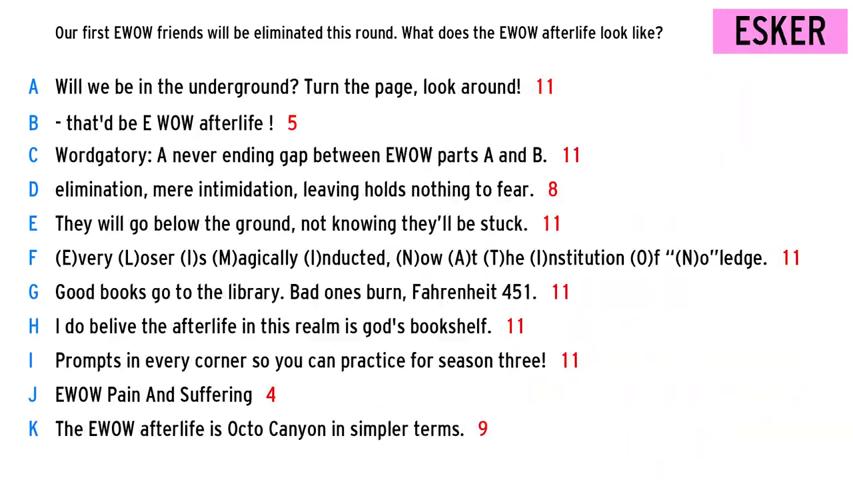 Our first EWOW friends will be eliminated this round. What does the EWOW afterlife look like?
ESKER
A Will we be in the underground? Turn the page, look around! 11
B - that'd be E WOW afterlife ! 5
C Wordgatory: A never ending gap between EWOW parts A and B. 11
D elimination, mere intimidation, leaving holds nothing to fear. 8
E They will go below the ground, not knowing they’ll be stuck. 11
F (E)very (L)oser (I)s (M)agically (I)nducted, (N)ow (A)t (T)he (I)nstitution (O)f “(N)o”ledge. 11
G Good books go to the library. Bad ones burn, Fahrenheit 451. 11
H I do belive the afterlife in this realm is god's bookshelf. 11
I Prompts in every corner so you can practice for season three! 11
J EWOW Pain And Suffering 4
K The EWOW afterlife is Octo Canyon in simpler terms. 9